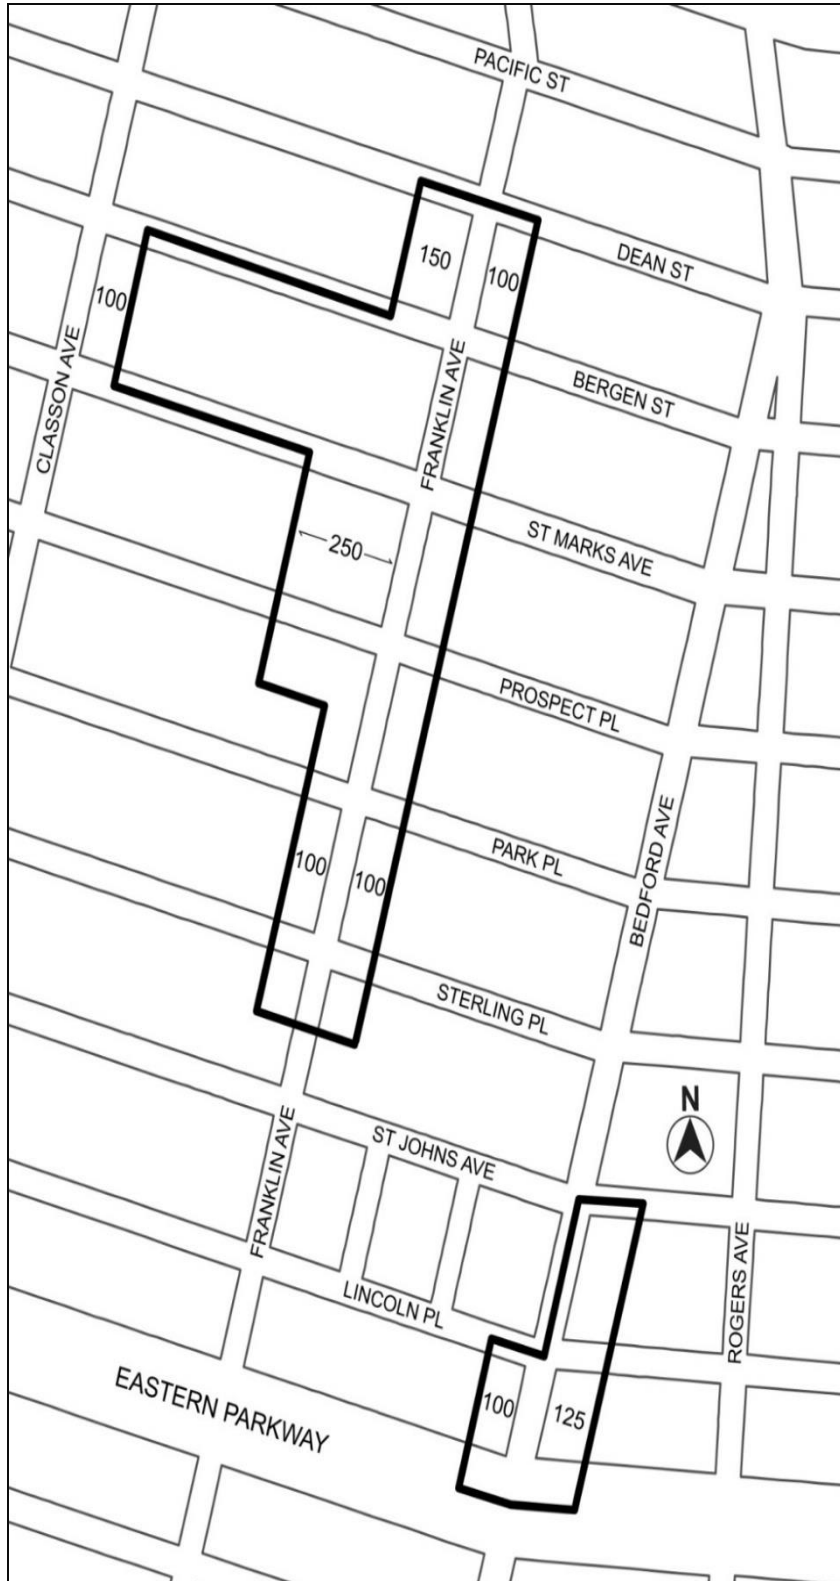 PACIFIC ST
150
DEAN ST
100
100
CLASSON AVE
FRANKLIN AVE
BERGEN ST
250
ST MARKS AVE
PROSPECT PL
BEDFORD AVE
PARK PL
100
100
STERLING PL
N
FRANKLIN AVE
ST JOHNS AVE
ROGERS AVE
LINCOLN PL
EASTERN PARKWAY
100
125